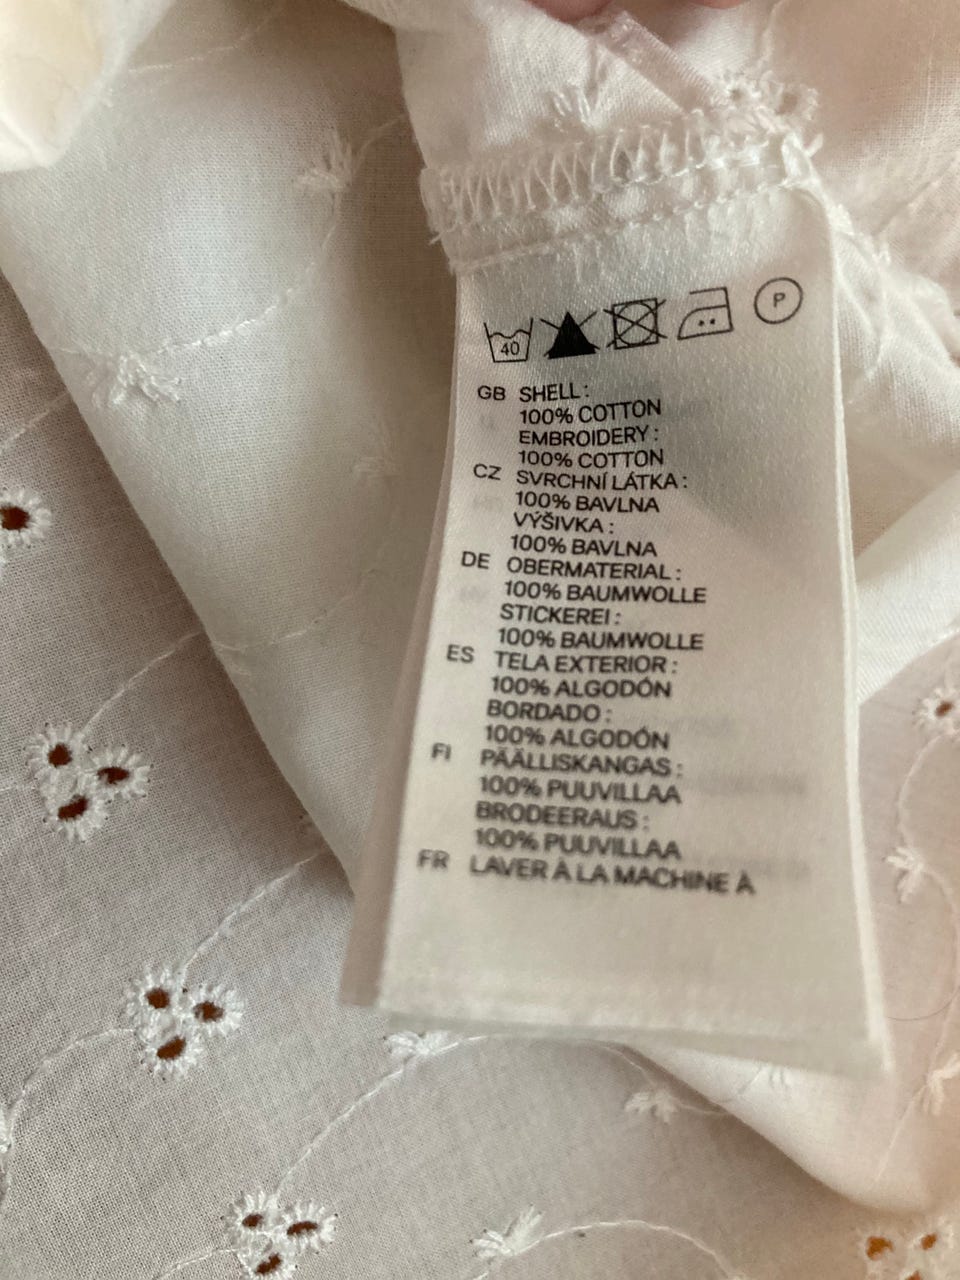 40
P
GB SHELL :
100% COTTON
EMBROIDERY :
100% COTTON
CZ SVRCHNÍ LÁTKA :
100% BAVLNA
VÝŠIVKA :
100% BAVLNA
DE OBERMATERIAL :
100% BAUMWOLLE
STICKEREI :
100% BAUMWOLLE
ES TELA EXTERIOR :
100% ALGODÓN
BORDADO :
100% ALGODÓN
FI PÄÄLLISKANGAS :
100% PUUVILLAA
BRODEERAUS :
100% PUUVILLAA
FR LAVER À LA MACHINE À